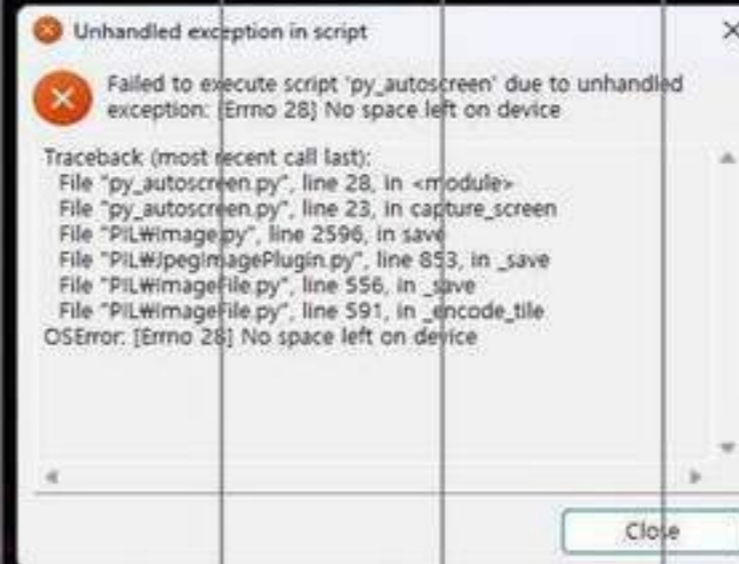 Unhandled exception in script
Failed to execute script 'py_autoscreen' due to unhandled
exception: [Errno 28] No space left on device
Traceback (most recent call last):
File "py_autoscreen.py", line 28, in <module>
File "py_autoscreen.py", line 23, in capture_screen
File "PIL₩Image.py", line 2596, in save
File "PIL₩JpegImagePlugin.py", line 853, in _save
File "PIL₩ImageFile.py", line 556, in _save
File "PIL₩ImageFile.py", line 591, in _encode_tile
OSError: [Errno 28] No space left on device
Close